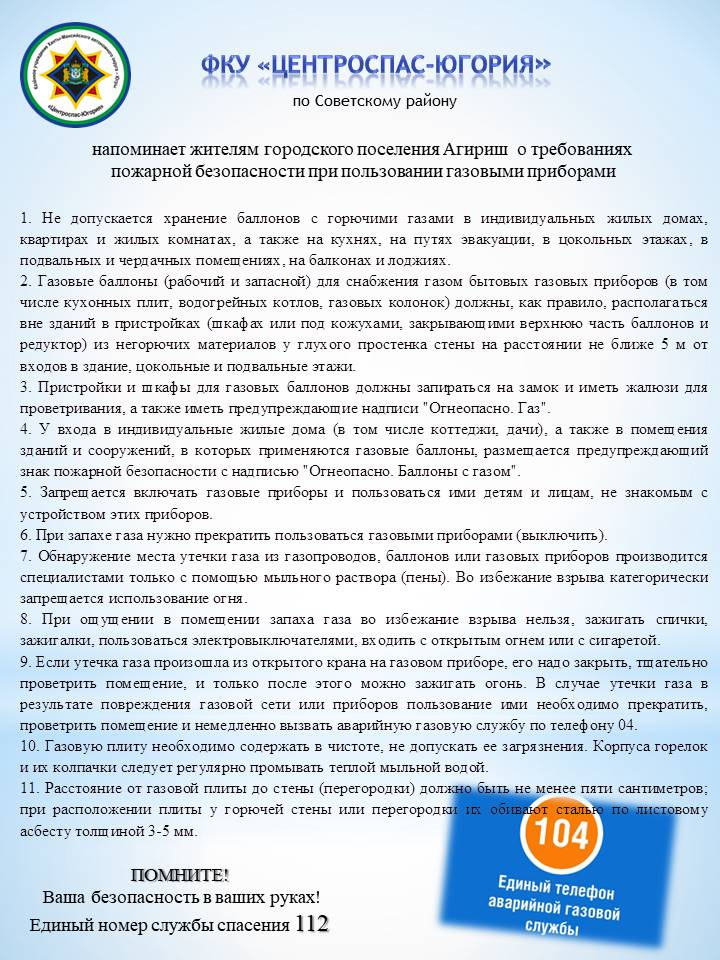 Казённое учреждение Ханты-Мансийского автономного округа - Югры
«Центроспас-Югория»
ФКУ «ЦЕНТРОСПАС-ЮГОРИЯ»
по Советскому району
напоминает жителям городского поселения Агириш о требованиях
пожарной безопасности при пользовании газовыми приборами
1. Не допускается хранение баллонов с горючими газами в индивидуальных жилых домах,
квартирах и жилых комнатах, а также на кухнях, на путях эвакуации, в цокольных этажах, в
подвальных и чердачных помещениях, на балконах и лоджиях.
2. Газовые баллоны (рабочий и запасной) для снабжения газом бытовых газовых приборов (в том
числе кухонных плит, водогрейных котлов, газовых колонок) должны, как правило, располагаться
вне зданий в пристройках (шкафах или под кожухами, закрывающими верхнюю часть баллонов и
редуктор) из негорючих материалов у глухого простенка стены на расстоянии не ближе 5 м от
входов в здание, цокольные и подвальные этажи.
3. Пристройки и шкафы для газовых баллонов должны запираться на замок и иметь жалюзи для
проветривания, а также иметь предупреждающие надписи "Огнеопасно. Газ".
4. У входа в индивидуальные жилые дома (в том числе коттеджи, дачи), а также в помещения
зданий и сооружений, в которых применяются газовые баллоны, размещается предупреждающий
знак пожарной безопасности с надписью "Огнеопасно. Баллоны с газом".
5. Запрещается включать газовые приборы и пользоваться ими детям и лицам, не знакомым с
устройством этих приборов.
6. При запахе газа нужно прекратить пользоваться газовыми приборами (выключить).
7. Обнаружение места утечки газа из газопроводов, баллонов или газовых приборов производится
специалистами только с помощью мыльного раствора (пены). Во избежание взрыва категорически
запрещается использование огня.
8. При ощущении в помещении запаха газа во избежание взрыва нельзя, зажигать спички,
зажигалки, пользоваться электровыключателями, входить с открытым огнем или с сигаретой.
9. Если утечка газа произошла из открытого крана на газовом приборе, его надо закрыть, тщательно
проветрить помещение, и только после этого можно зажигать огонь. В случае утечки газа в
результате повреждения газовой сети или приборов пользование ими необходимо прекратить,
проветрить помещение и немедленно вызвать аварийную газовую службу по телефону 04.
10. Газовую плиту необходимо содержать в чистоте, не допускать ее загрязнения. Корпуса горелок
и их колпачки следует регулярно промывать теплой мыльной водой.
11. Расстояние от газовой плиты до стены (перегородки) должно быть не менее пяти сантиметров;
при расположении плиты у горючей стены или перегородки их обивают сталью по листовому
асбесту толщиной 3-5 мм.
104
Единый телефон
аварийной газовой
службы
ПОМНИТЕ!
Ваша безопасность в ваших руках!
Единый номер службы спасения 112